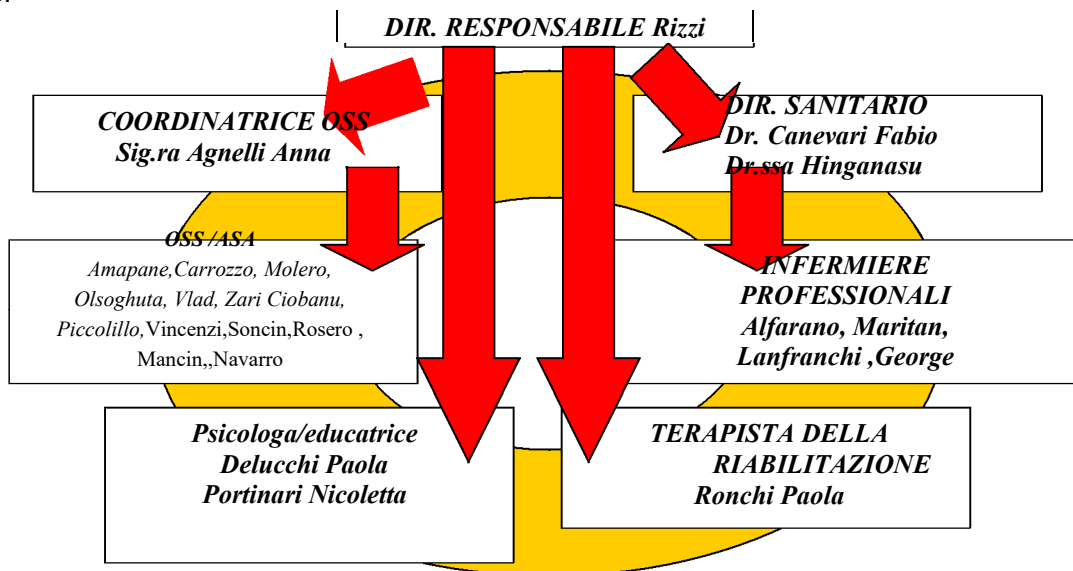 DIR. RESPONSABILE Rizzi
COORDINATRICE OSS
Sig.ra Agnelli Anna
DIR. SANITARIO
Dr. Canevari Fabio
Dr.ssa Hinganasu
OSS /ASA
Amapane,Carrozzo, Molero,
Olsoghuta, Vlad, Zari Ciobanu,
Piccolillo,Vincenzi,Soncin,Rosero ,
Mancin,,Navarro
INFERMIERE
PROFESSIONALI
Alfarano, Maritan,
Lanfranchi ,George
Psicologa/educatrice
Delucchi Paola
Portinari Nicoletta
TERAPISTA DELLA
RIABILITAZIONE
Ronchi Paola